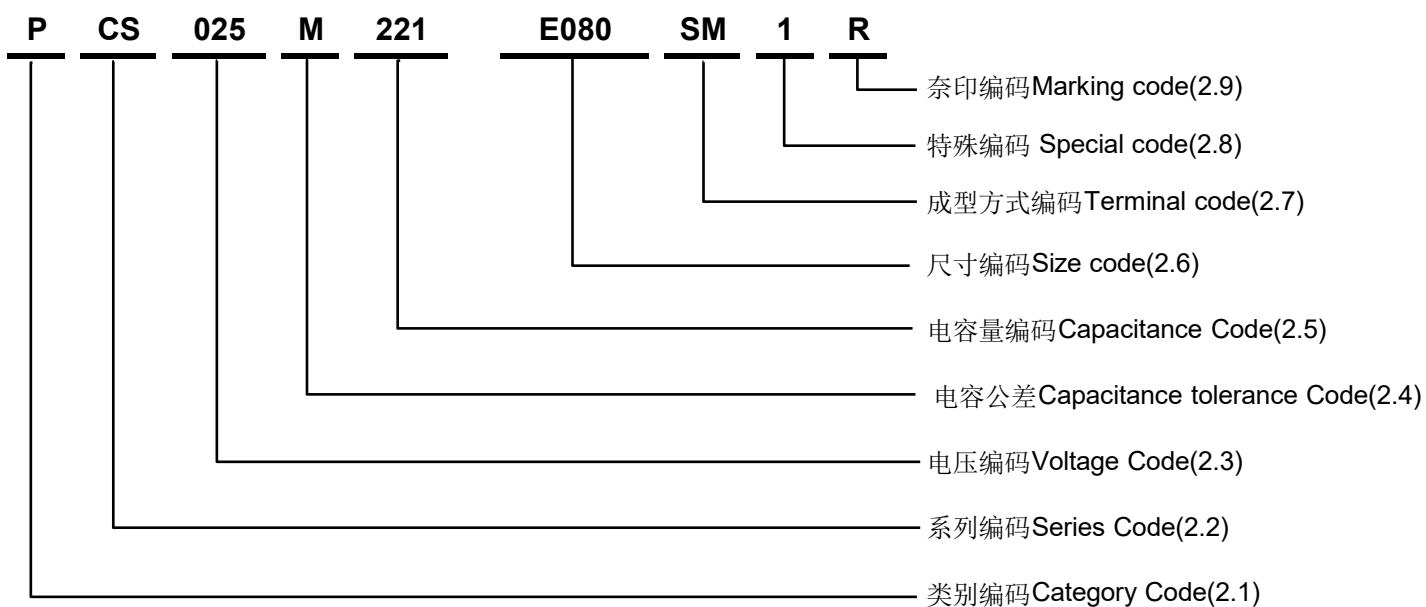 P CS 025 M 221 E080 SM 1 R
奈印编码Marking code(2.9)
特殊编码 Special code(2.8)
成型方式编码Terminal code(2.7)
尺寸编码Size code(2.6)
电容量编码Capacitance Code(2.5)
电容公差Capacitance tolerance Code(2.4)
电压编码Voltage Code(2.3)
系列编码Series Code(2.2)
类别编码Category Code(2.1)